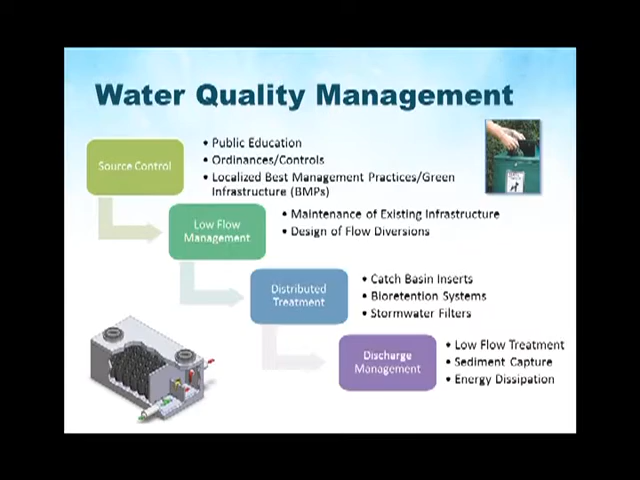 Water Quality Management
Source Control
• Public Education
• Ordinances/Controls
• Localized Best Management Practices/Green
Infrastructure (BMPs)
Low Flow
Management
• Maintenance of Existing Infrastructure
• Design of Flow Diversions
Distributed
Treatment
• Catch Basin Inserts
• Bioretention Systems
• Stormwater Filters
Discharge
Management
• Low Flow Treatment
• Sediment Capture
• Energy Dissipation